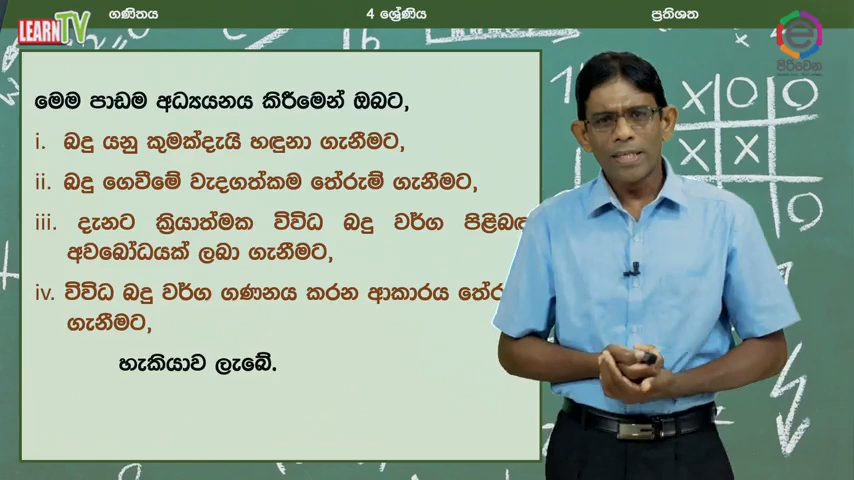 ගණිතය
4 ශ්‍රේණිය
ප්‍රතිශත
LEARN TV
පිරිවෙන
මෙම පාඩම අධ්‍යයනය කිරීමෙන් ඔබට,
i. බදු යනු කුමක්දැයි හඳුනා ගැනීමට,
ii. බදු ගෙවීමේ වැදගත්කම තේරුම් ගැනීමට,
iii. දැනට ක්‍රියාත්මක විවිධ බදු වර්ග
අවබෝධයක් ලබා ගැනීමට,
iv. විවිධ බදු වර්ග ගණනය කරන ආකාරය
ගැනීමට,
හැකියාව ලැබේ.